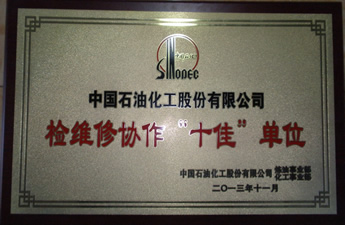 SINOPEC
中国石油化工股份有限公司
检维修协作“十佳”单位
中国石油化工股份有限公司 炼油事业部
化工事业部
二〇一三年十一月